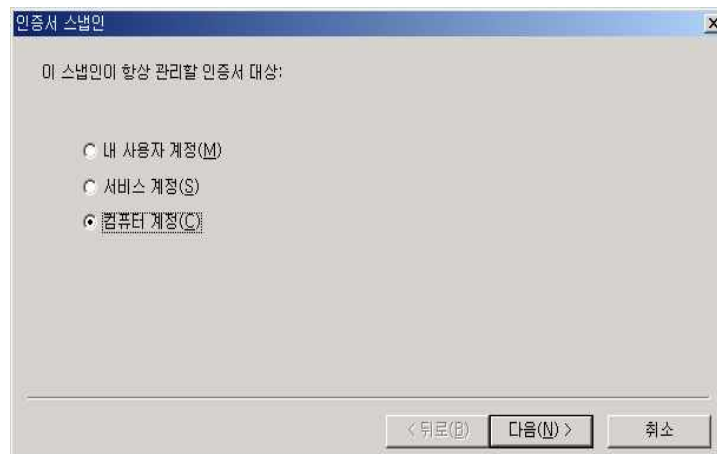 인증서 스냅인
이 스냅인이 항상 관리할 인증서 대상:
내 사용자 계정(M)
서비스 계정(S)
컴퓨터 계정(C)
< 뒤로(B) 다음(N) > 취소